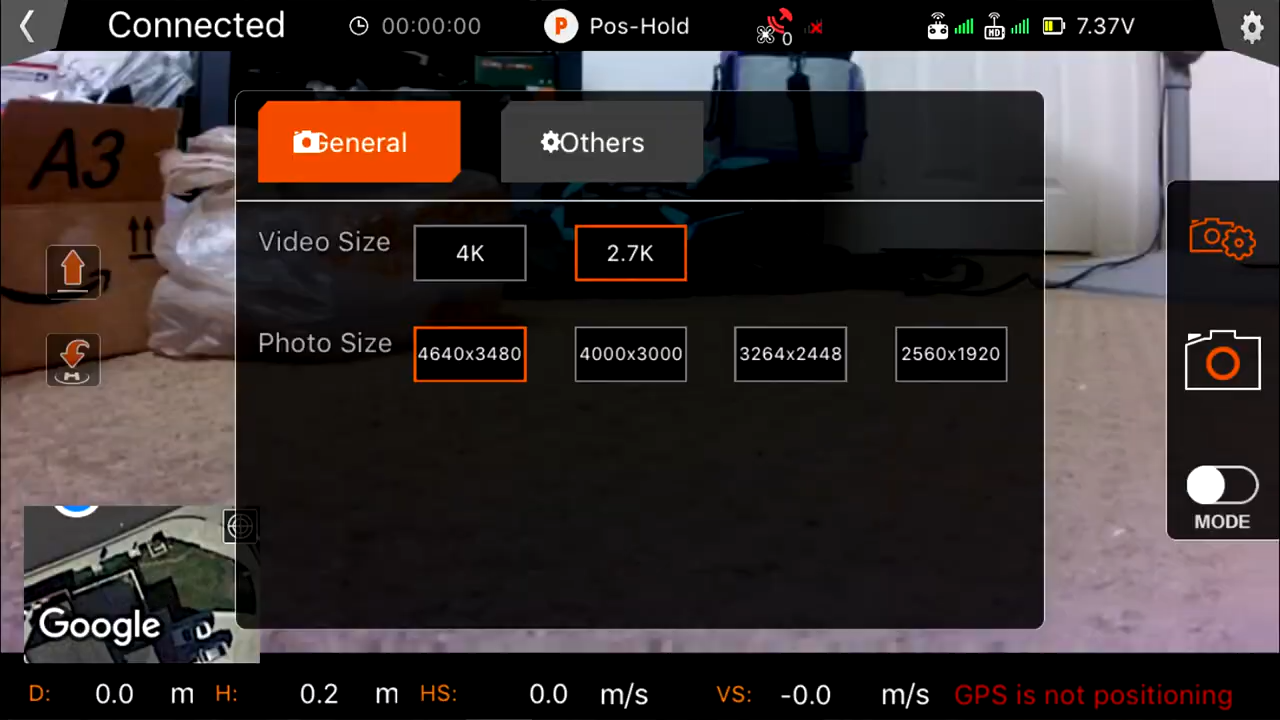 Connected 00:00:00 P Pos-Hold 0 HD 7.37V
General Others
A3
Video Size 4K 2.7K
Photo Size 4640x3480 4000x3000 3264x2448 2560x1920
MODE
Google
D: 0.0 m H: 0.2 m HS: 0.0 m/s VS: -0.0 m/s GPS is not positioning